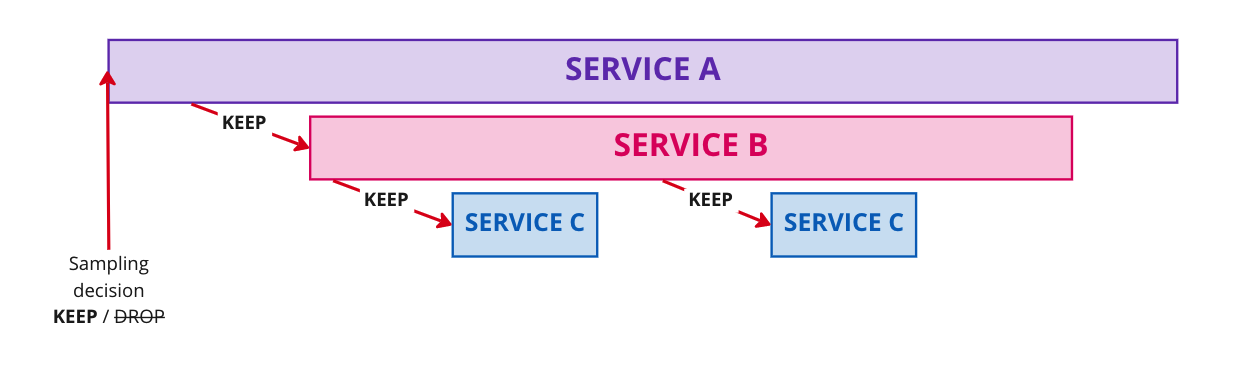 SERVICE A
KEEP
SERVICE B
KEEP
KEEP
SERVICE C
SERVICE C
Sampling
decision
KEEP / DROP